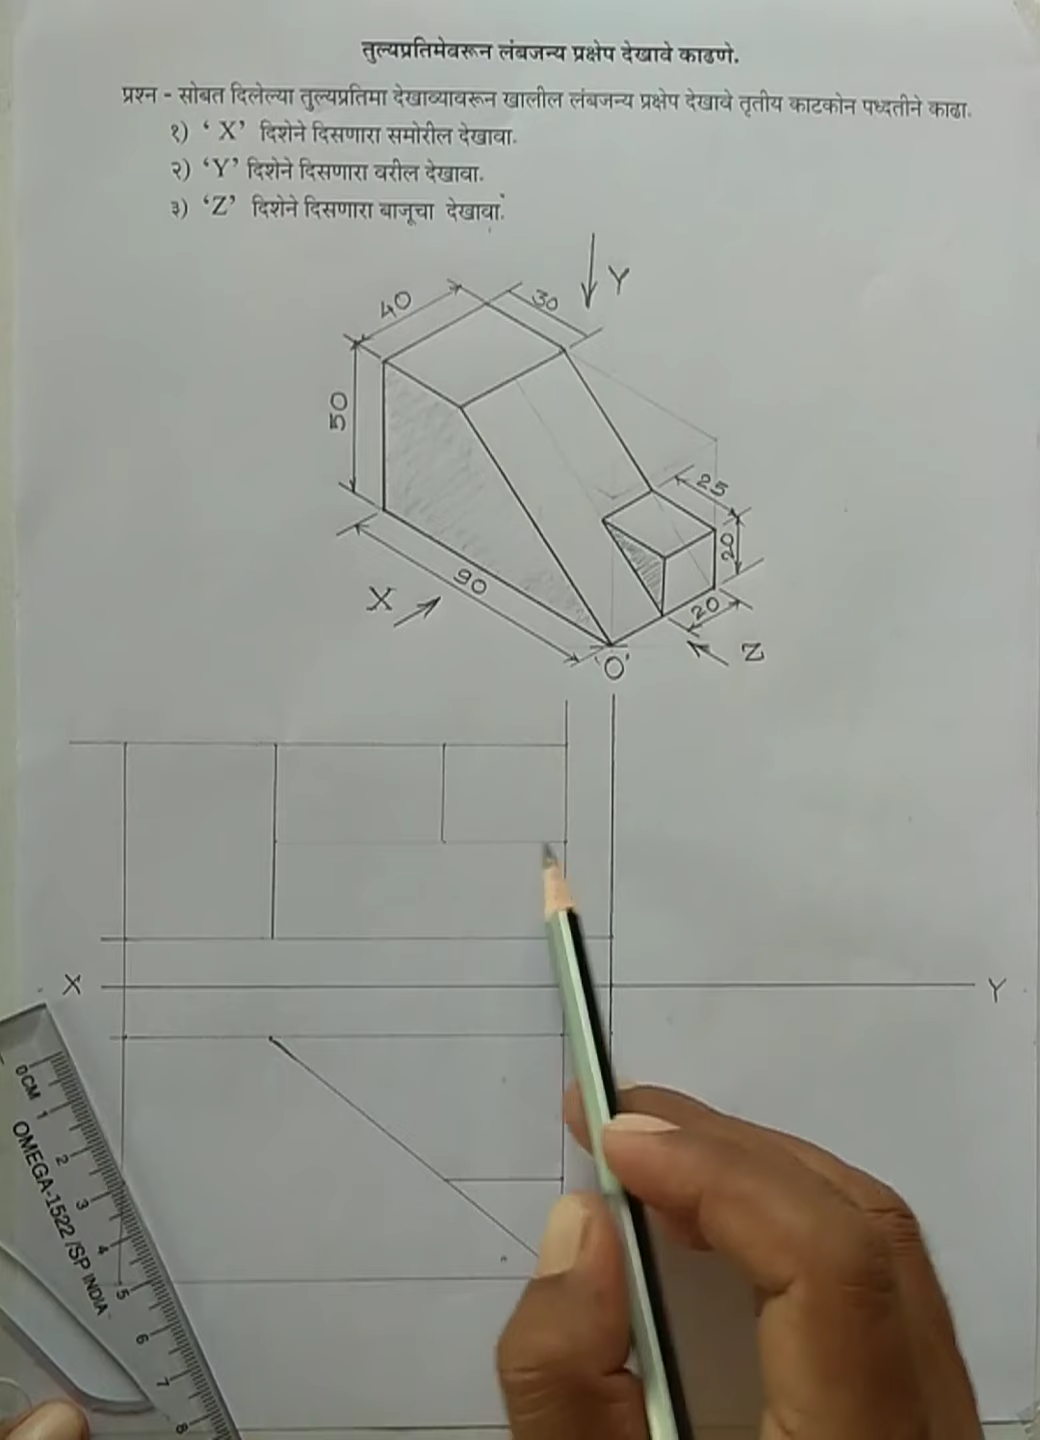 तुल्यप्रतिमेवरून लंबजन्य प्रक्षेप देखावे काढणे.
प्रश्न - सोबत दिलेल्या तुल्यप्रतिमा देखाव्यावरून खालील लंबजन्य प्रक्षेप देखावे तृतीय काटकोन पध्दतीने काढा.
१) ‘ X’ दिशेने दिसणारा समोरील देखावा.
२) ‘Y’ दिशेने दिसणारा वरील देखावा.
३) ‘Z’ दिशेने दिसणारा बाजूचा देखावा.
Y
40
30
50
25
20
90
20
X
Z
'O'
X
Y
0CM 1 2 3 4 5 6 7 8
OMEGA-1522 /SP INDIA